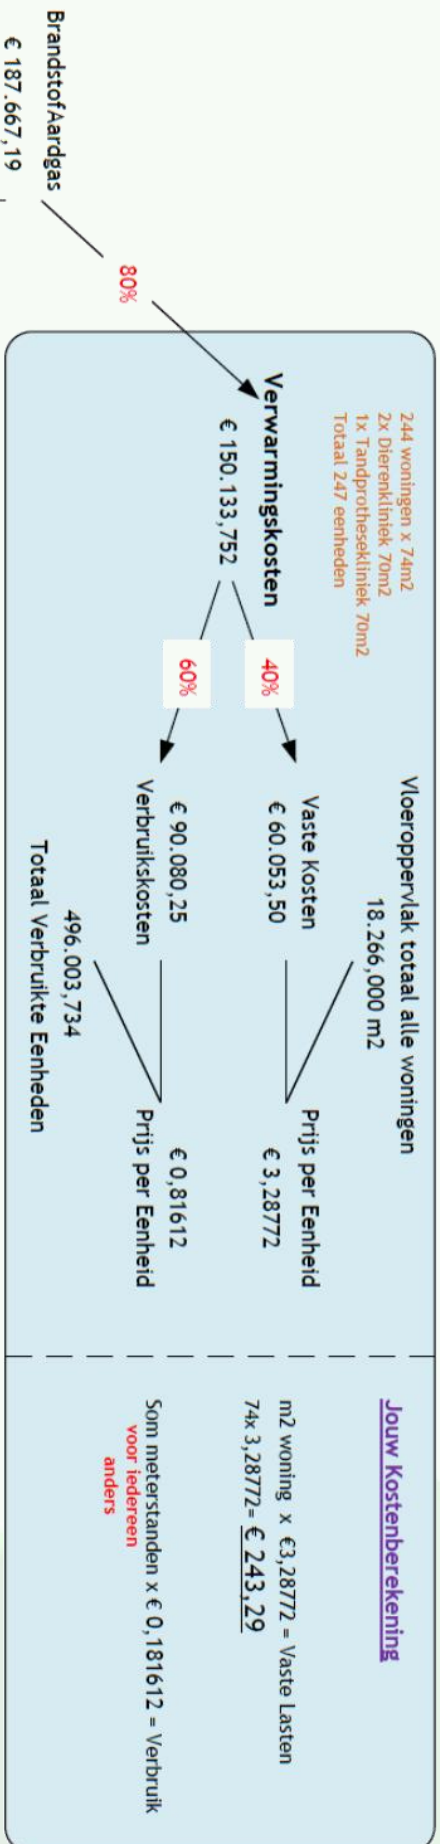 BrandstofAardgas
€ 187.667,19
80%
244 woningen x 74m2
2x Dierenkliniek 70m2
1x Tandprothesekliniek 70m2
Totaal 247 eenheden
Verwarmingskosten
€ 150.133,752
40%
60%
Vloeroppervlak totaal alle woningen
18.266,000 m2
Vaste Kosten
€ 60.053,50
€ 90.080,25
Verbruikskosten
496.003,734
Totaal Verbruikte Eenheden
Prijs per Eenheid
€ 3,28772
€ 0,81612
Prijs per Eenheid
Jouw Kostenberekening
m2 woning x €3,28772 = Vaste Lasten
74x 3,28772= € 243,29
Som meterstanden x € 0,181612 = Verbruik
voor iedereen
anders